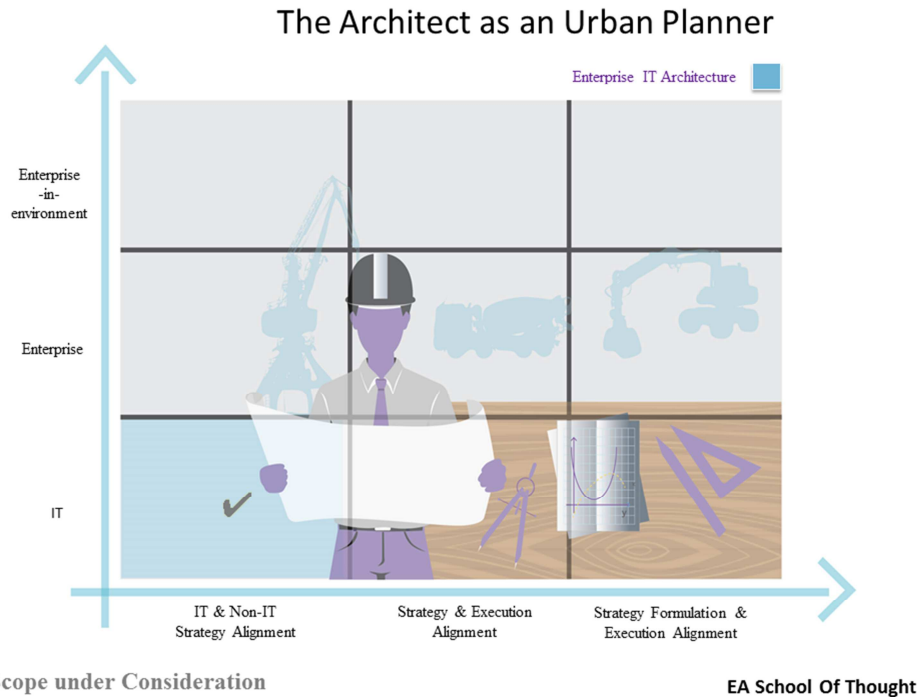 The Architect as an Urban Planner
Enterprise IT Architecture
Enterprise
-in-
environment
Enterprise
IT
IT & Non-IT
Strategy Alignment
Strategy & Execution
Alignment
Strategy Formulation &
Execution Alignment
cope under Consideration
EA School Of Thought